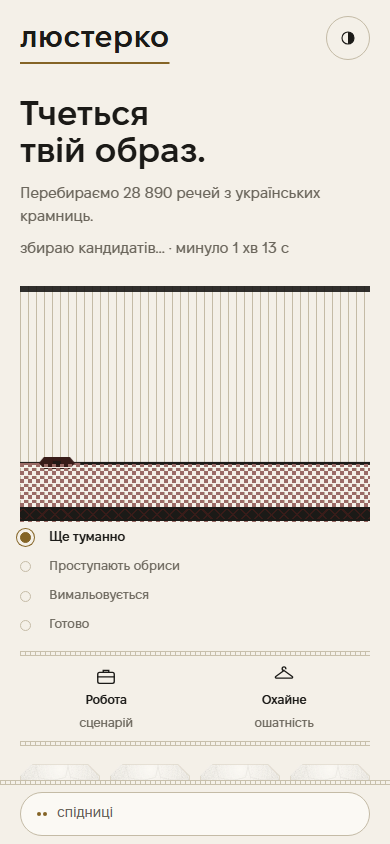 люстерко
Тчеться
твій образ.
Перебираємо 28 890 речей з українських
крамниць.
збираю кандидатів... · минуло 1 хв 13 с
Ще туманно
Проступають обриси
Вимальовується
Готово
Робота
Охайне
сценарій
ошатність
спідниці